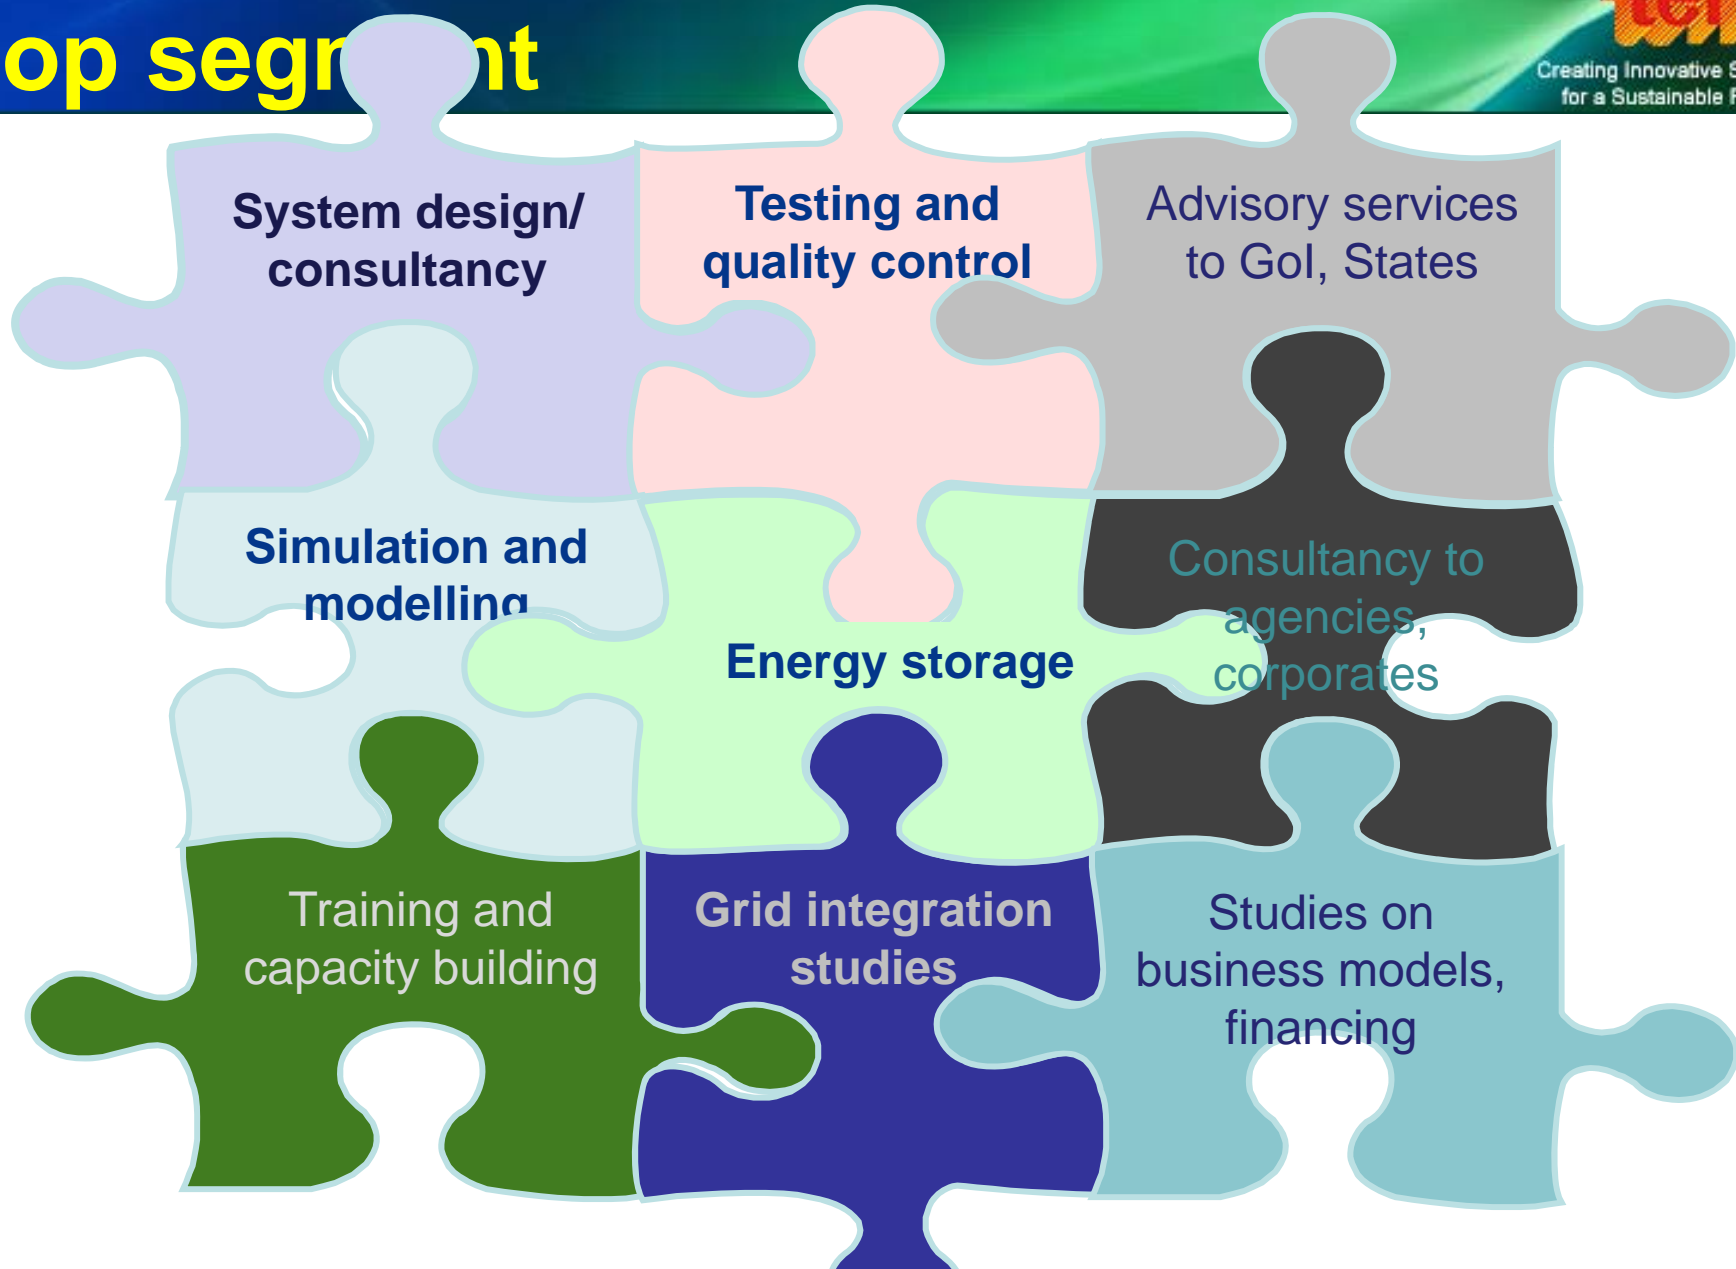 op segment
Creating Innovative
for a Sustainable
System design/
consultancy
Testing and
quality control
Advisory services
to GoI, States
Simulation and
modelling
Energy storage
Consultancy to
agencies,
corporates
Training and
capacity building
Grid integration
studies
Studies on
business models,
financing